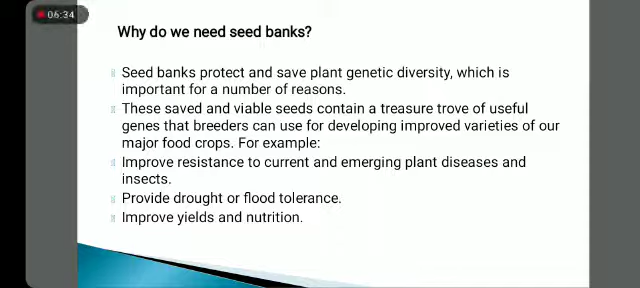 06:34
Why do we need seed banks?
Seed banks protect and save plant genetic diversity, which is
important for a number of reasons.
These saved and viable seeds contain a treasure trove of useful
genes that breeders can use for developing improved varieties of our
major food crops. For example:
Improve resistance to current and emerging plant diseases and
insects.
Provide drought or flood tolerance.
Improve yields and nutrition.